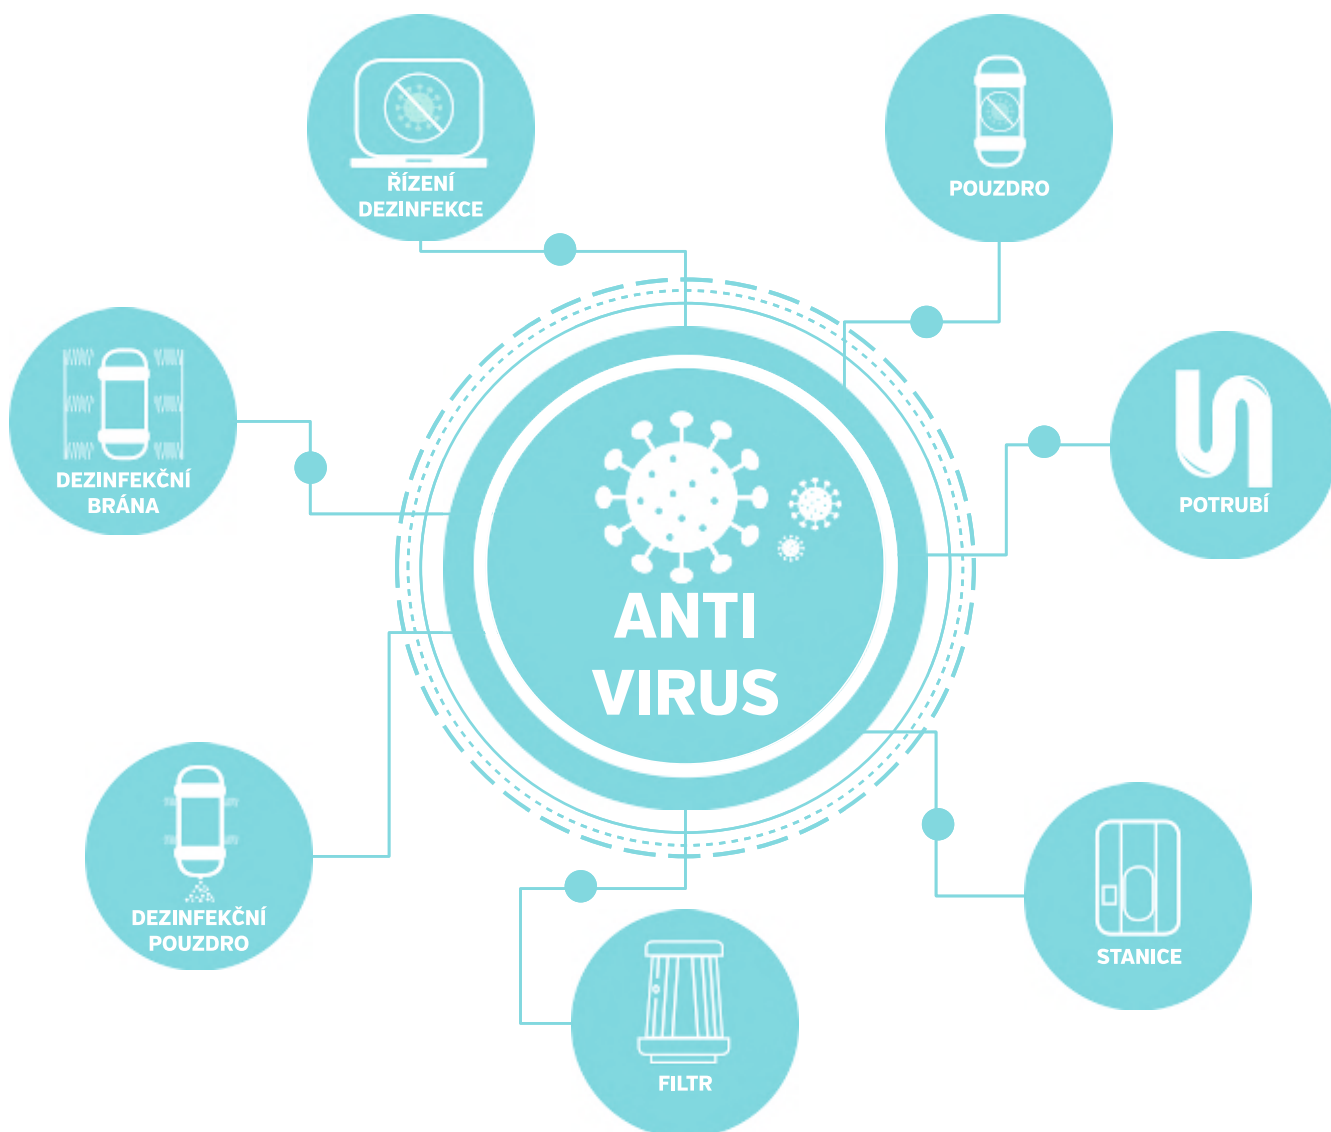 ŘÍZENÍ
DEZINFEKCE
POUZDRO
DEZINFEKČNÍ
BRÁNA
POTRUBÍ
ANTI
VIRUS
DEZINFEKČNÍ
POUZDRO
STANICE
FILTR